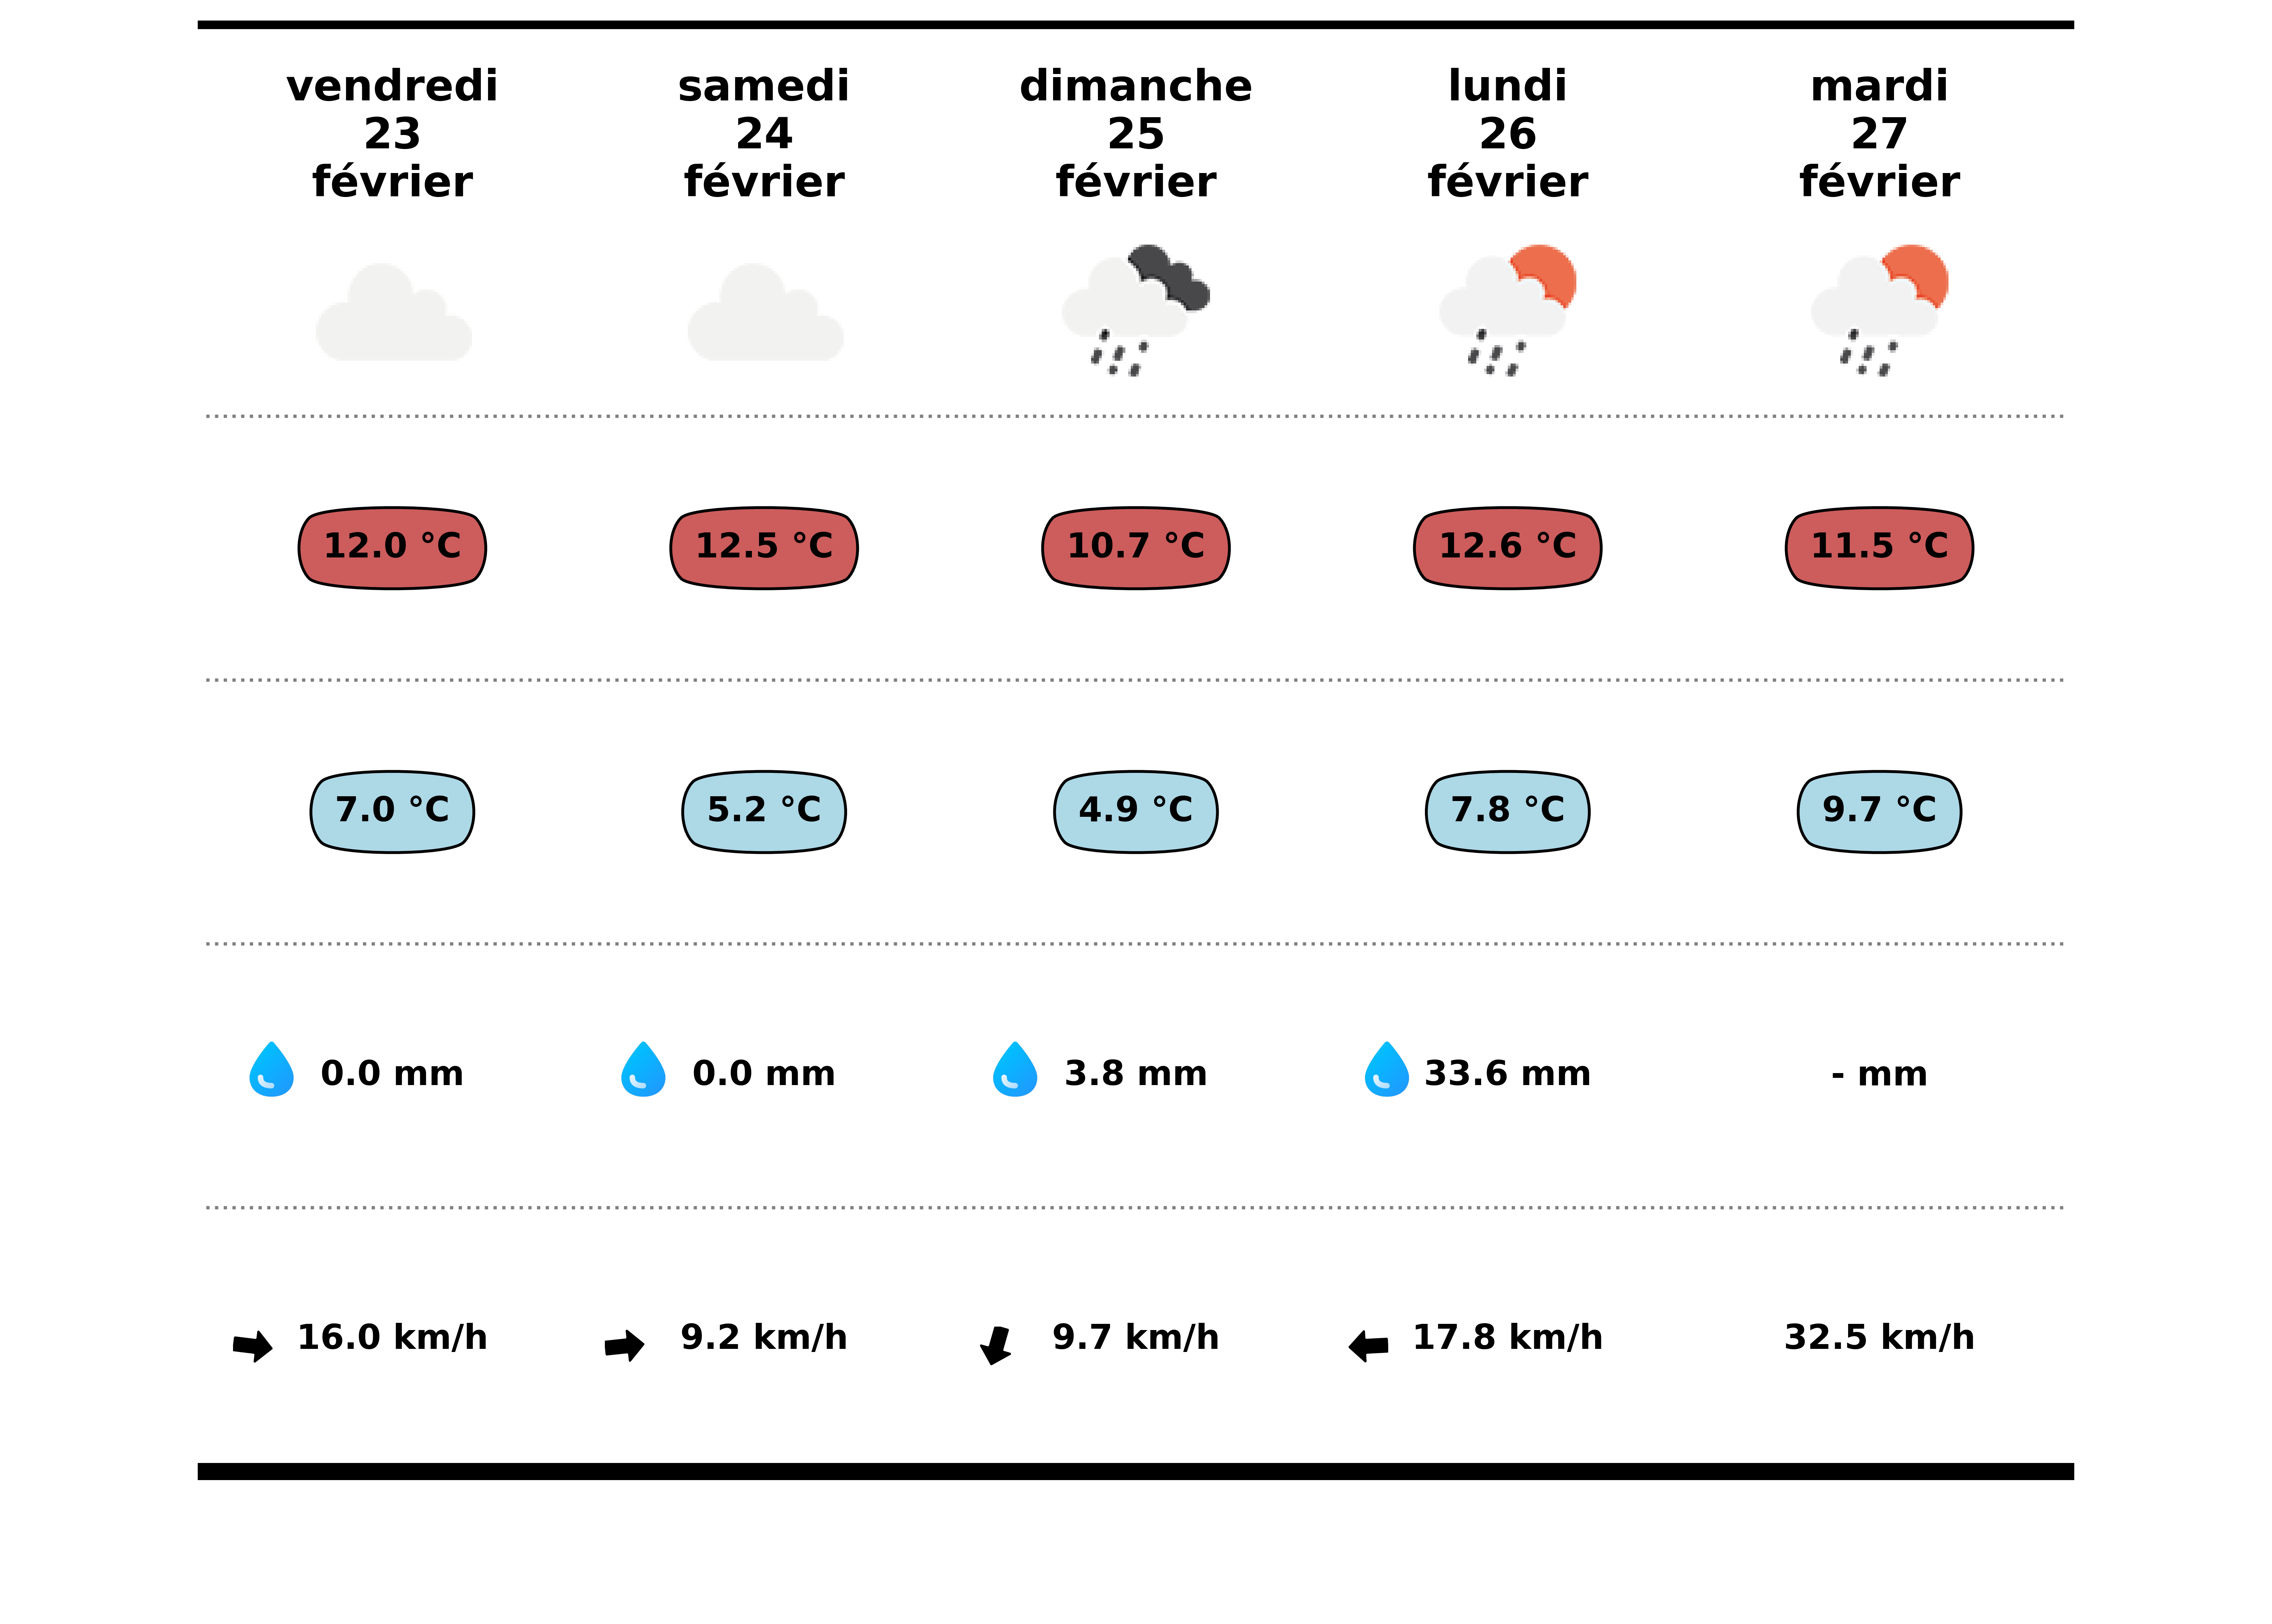 vendredi
23
février
samedi
24
février
dimanche
25
février
lundi
26
février
mardi
27
février
12.0 °C
12.5 °C
10.7 °C
12.6 °C
11.5 °C
7.0 °C
5.2 °C
4.9 °C
7.8 °C
9.7 °C
0.0 mm
0.0 mm
3.8 mm
33.6 mm
- mm
16.0 km/h
9.2 km/h
9.7 km/h
17.8 km/h
32.5 km/h